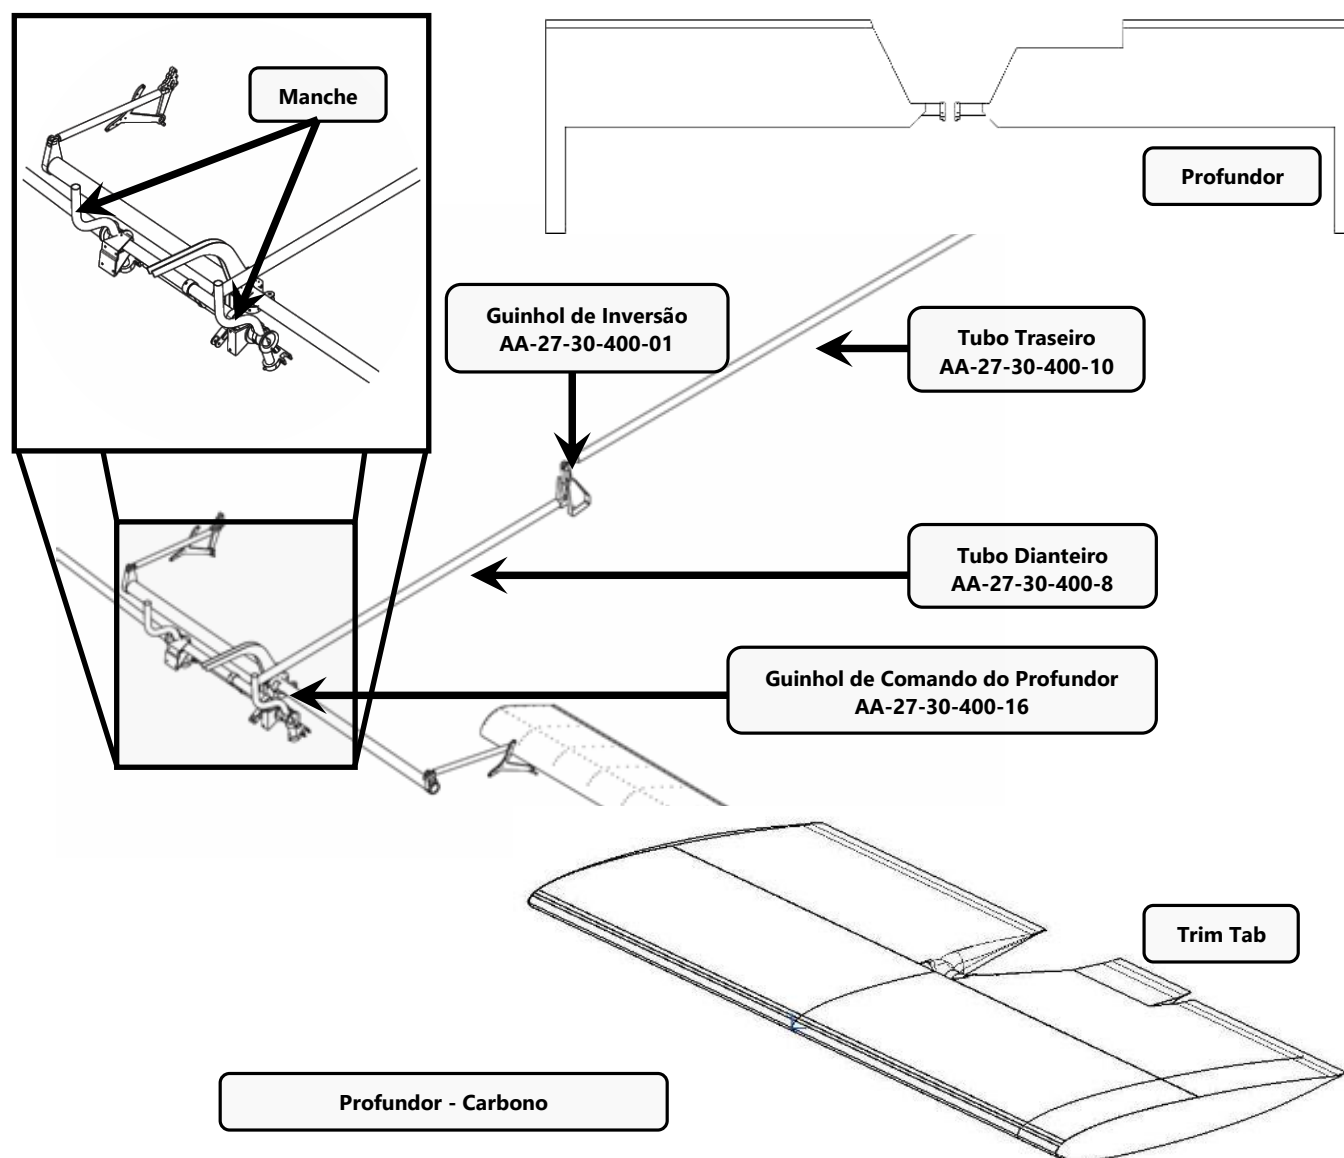 Manche
Profundor
Guinhol de Inversão
AA-27-30-400-01
Tubo Traseiro
AA-27-30-400-10
Tubo Dianteiro
AA-27-30-400-8
Guinhol de Comando do Profundor
AA-27-30-400-16
Trim Tab
Profundor - Carbono